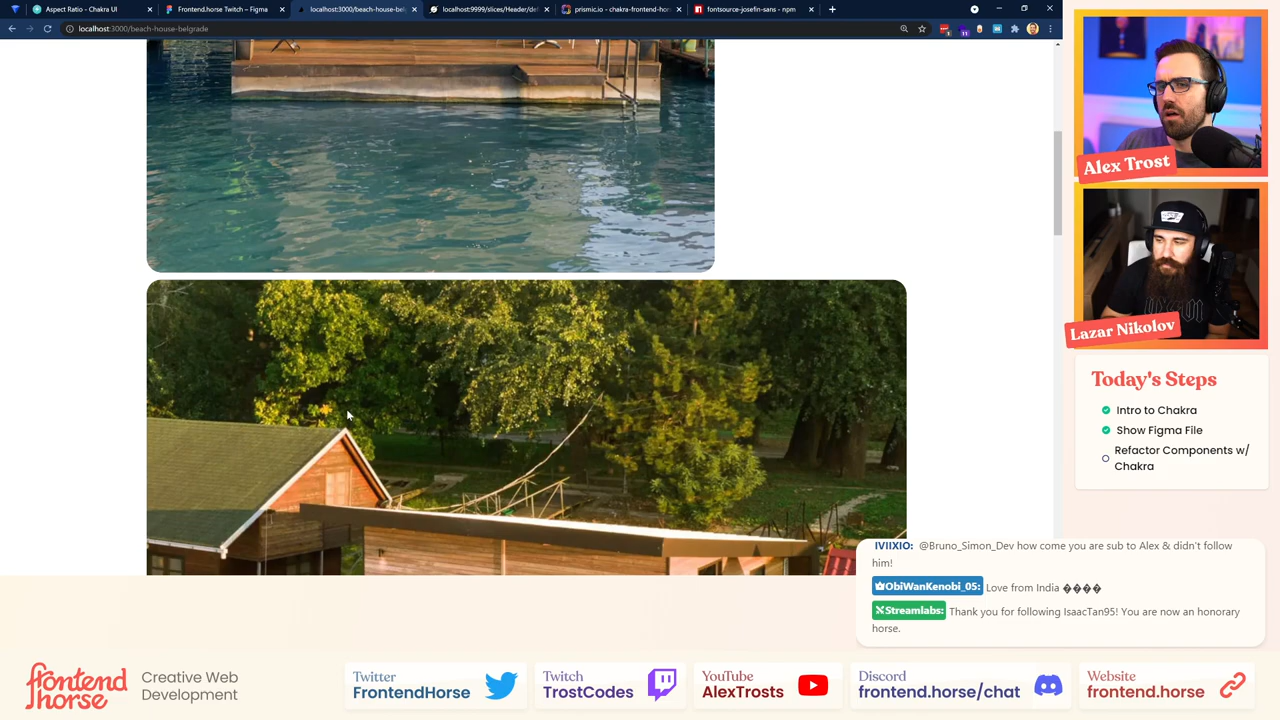 Aspect Ratio - Chakra UI
Frontend.horse Twitch – Figma
localhost:3000/beach-house-bel
localhost:9999/slices/Header/def
prismic.io - chakra-frontend-hors
fontsource-josefin-sans - npm
localhost:3000/beach-house-belgrade
Alex Trost
Lazar Nikolov
Today's Steps
Intro to Chakra
Show Figma File
Refactor Components w/
Chakra
IVIIXIO: @Bruno_Simon_Dev how come you are sub to Alex & didn't follow
him!
ObiWanKenobi_05: Love from India ����
Streamlabs: Thank you for following IsaacTan95! You are now an honorary
horse.
frontend
horse
Creative Web
Development
Twitter
FrontendHorse
Twitch
TrostCodes
YouTube
AlexTrosts
Discord
frontend.horse/chat
Website
frontend.horse